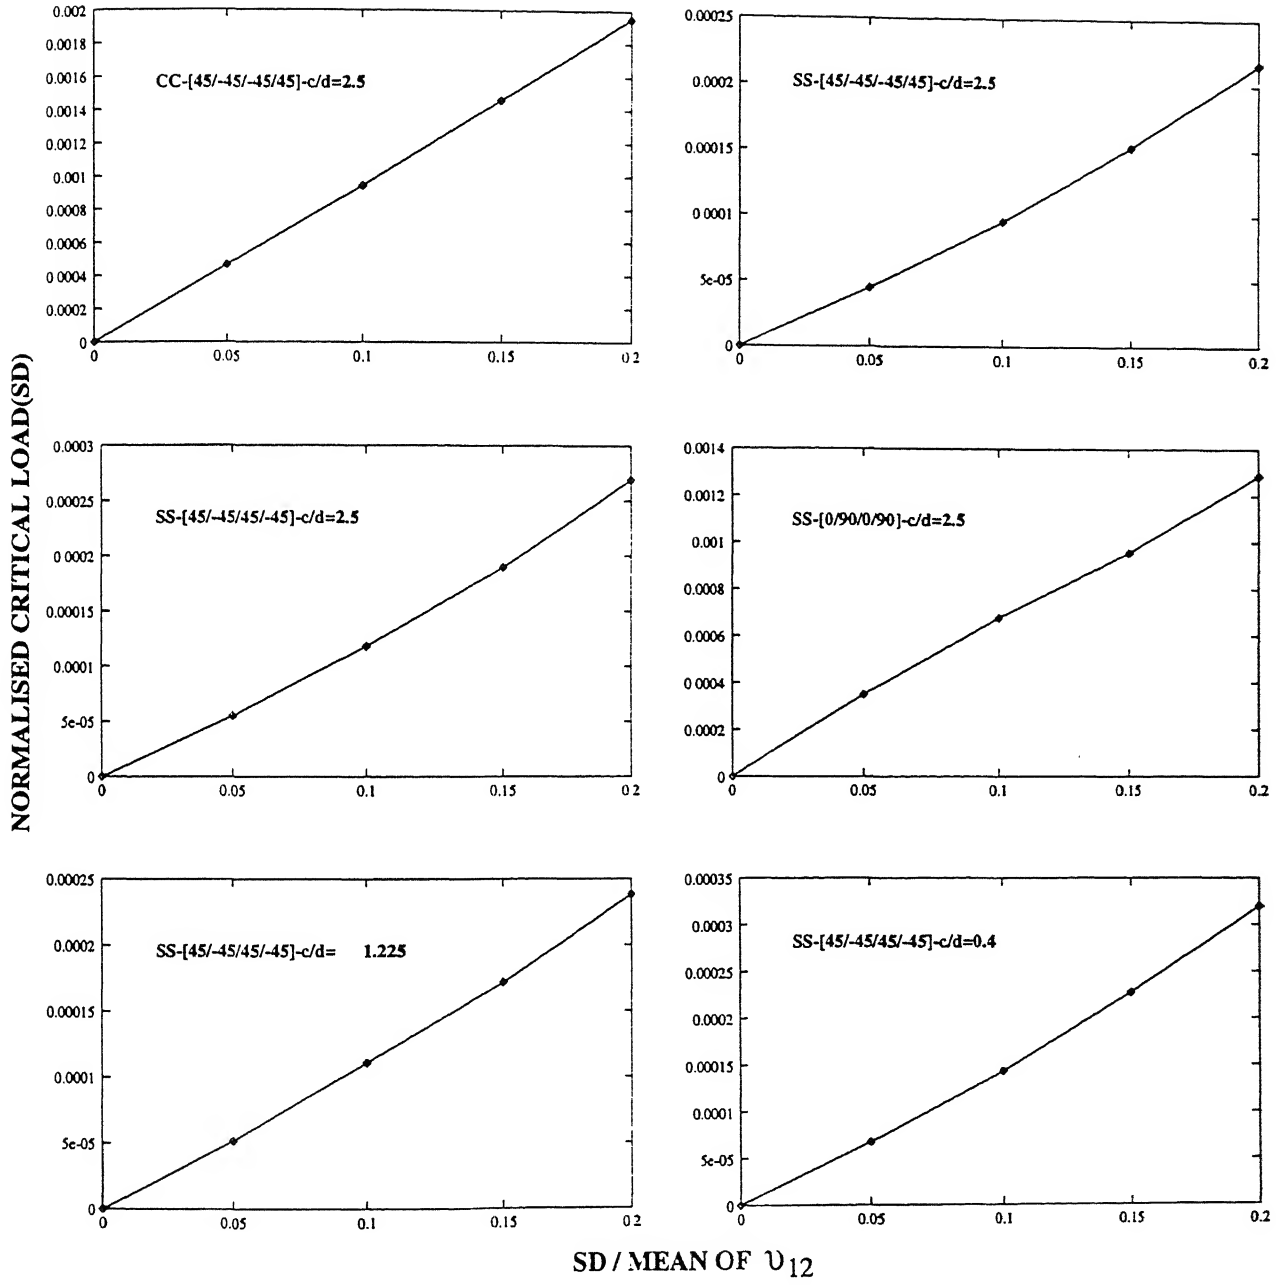 0.002
0.0018
0.0016
0.0014
0.0012
0.001
0.0008
0.0006
0 0004
0.0002
0
CC-[45/-45/-45/45]-c/d=2.5
0 0.05 0.1 0.15 0 2
0.00025
0.0002
0.00015
0 0001
5e-05
0
SS-[45/-45/-45/45]-c/d=2.5
0 0.05 0.1 0.15 0.2
NORMALISED CRITICAL LOAD(SD)
0.0003
0.00025
0 0002
0.00015
0.0001
5e-05
0
SS-[45/-45/45/-45]-c/d=2.5
0 0.05 0.1 0.15 0 2
0.0014
0.0012
0.001
0.0008
0.0006
0.0004
0.0002
0
SS-[0/90/0/90]-c/d=2.5
0 0.05 0.1 0.15 0.2
0.00025
0.0002
0.00015
0.0001
5e-05
0
SS-[45/-45/45/-45]-c/d= 1.225
0 0.05 0.1 0.15 0.2
0.00035
0.0003
0.00025
0.0002
0.00015
0.0001
5e-05
0
SS-[45/-45/45/-45]-c/d=0.4
0 0.05 0.1 0.15 0.2
SD / MEAN OF υ12